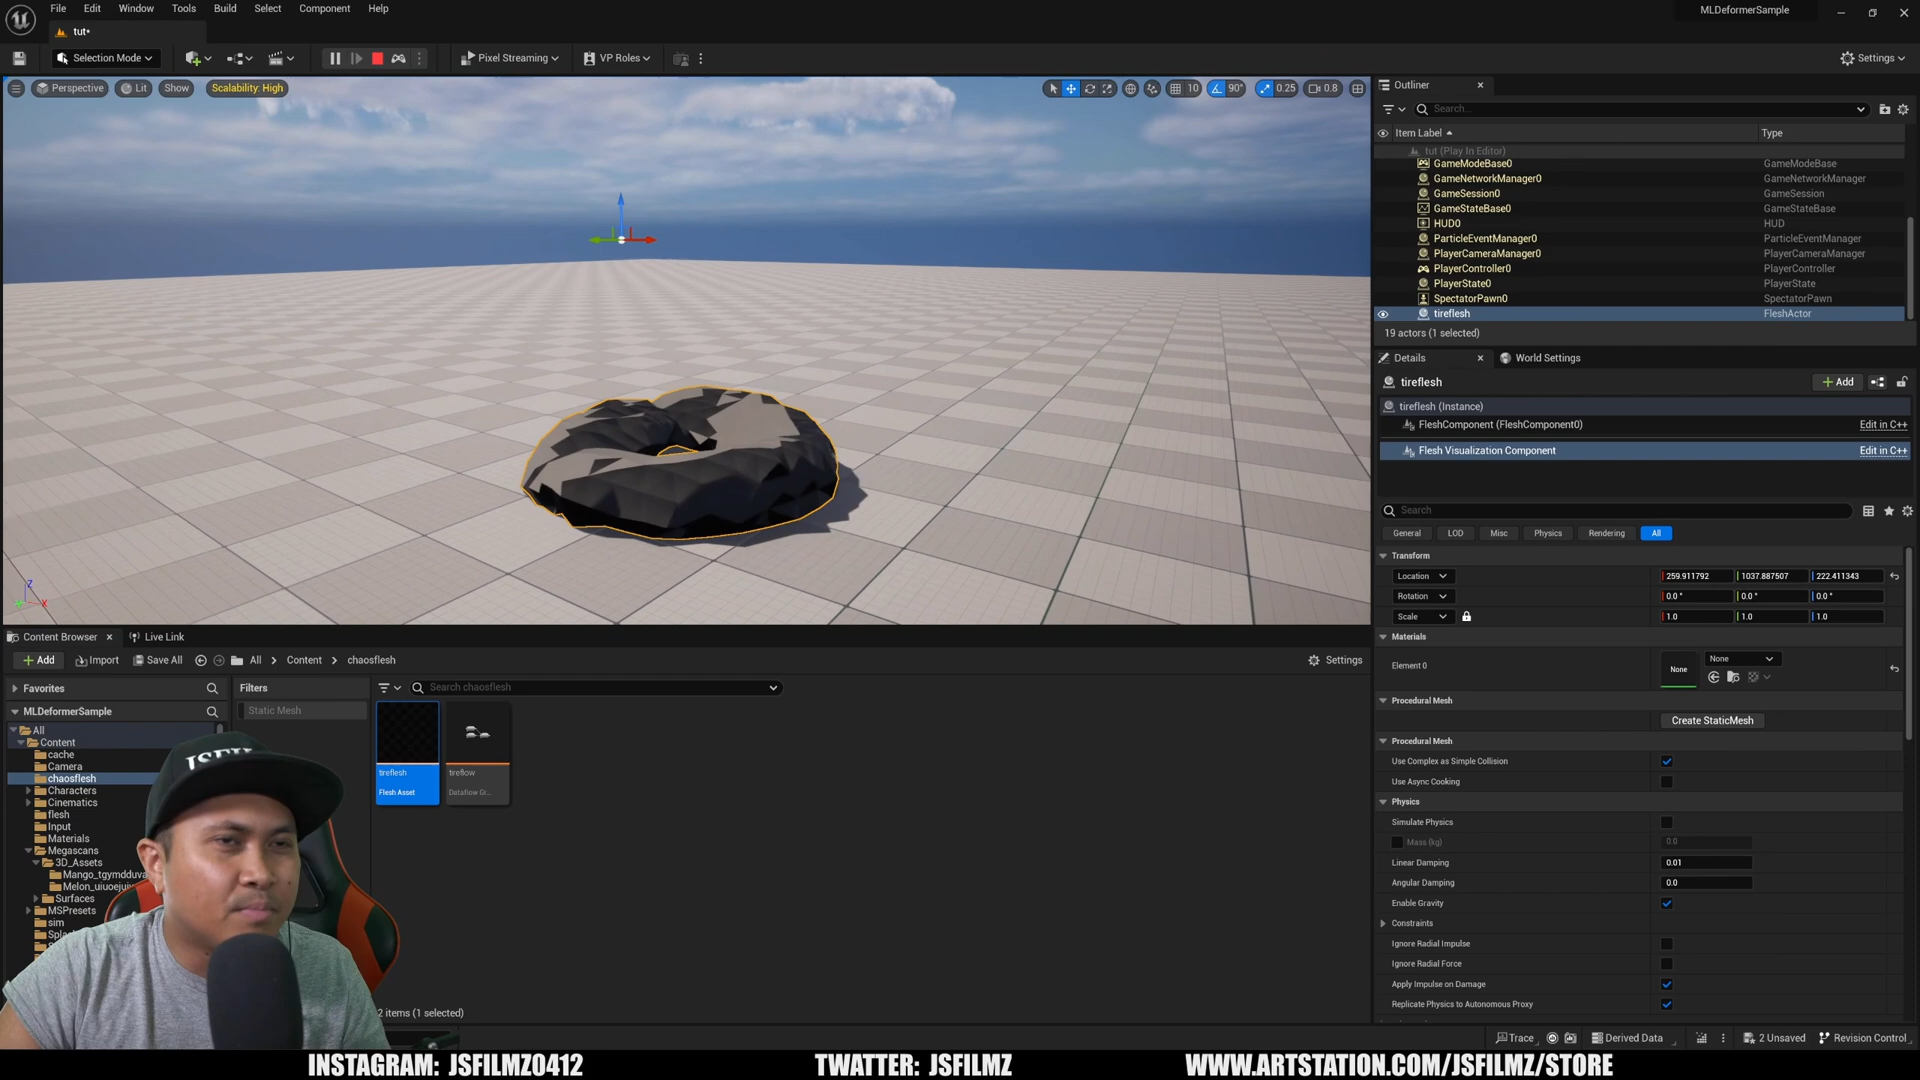 File Edit Window Tools Build Select Component Help
MLDeformerSample
tut•
Selection Mode
Pixel Streaming
VP Roles
Settings
Perspective
Lit
Show
Scalability: High
10
90°
0.25
0.8
Outliner
Search...
Item Label
Type
tut (Play In Editor)
GameModeBase0 GameModeBase
GameNetworkManager0 GameNetworkManager
GameSession0 GameSession
GameStateBase0 GameStateBase
HUD0 HUD
ParticleEventManager0 ParticleEventManager
PlayerCameraManager0 PlayerCameraManager
PlayerController0 PlayerController
PlayerState0 PlayerState
SpectatorPawn0 SpectatorPawn
tireflesh FleshActor
19 actors (1 selected)
Details
World Settings
tireflesh
+ Add
tireflesh (Instance)
FleshComponent (FleshComponent0) Edit in C++
Flesh Visualization Component Edit in C++
Search
General LOD Misc Physics Rendering All
Transform
Location 259.911792 1037.887507 222.411343
Rotation 0.0 ° 0.0 ° 0.0 °
Scale 1.0 1.0 1.0
Materials
Element 0
None
None
Procedural Mesh
Create StaticMesh
Procedural Mesh
Use Complex as Simple Collision
Use Async Cooking
Physics
Simulate Physics
Mass (kg) 0.0
Linear Damping 0.01
Angular Damping 0.0
Enable Gravity
Constraints
Ignore Radial Impulse
Ignore Radial Force
Apply Impulse on Damage
Replicate Physics to Autonomous Proxy
Z
X
Content Browser
Live Link
+ Add
Import
Save All
All > Content > chaosflesh
Settings
Favorites
MLDeformerSample
All
Content
cache
Camera
chaosflesh
Characters
Cinematics
flesh
Input
Materials
Megascans
3D_Assets
Mango_tgymdduva
Surfaces
MSPresets
sim
Filters
Static Mesh
Search chaosflesh
tireflesh
Flesh Asset
tireflow
Dataflow Gr...
2 items (1 selected)
Trace
Derived Data
2 Unsaved
Revision Control
INSTAGRAM: JSFILMZ0412
TWATTER: JSFILMZ
WWW.ARTSTATION.COM/JSFILMZ/STORE